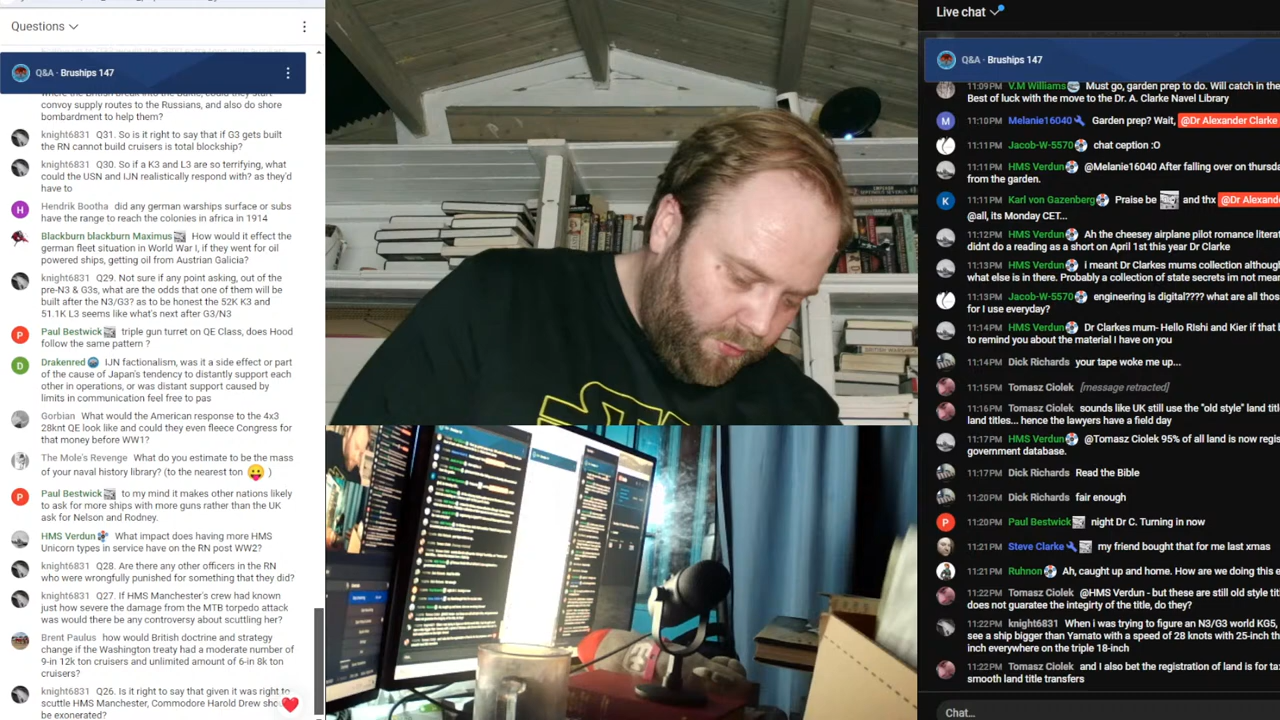 Questions
Q&A · Bruships 147
where the British break into the Baltic, could they start
convoy supply routes to the Russians, and also do shore
bombardment to help them?
knight6831 Q31. So is it right to say that if G3 gets built
the RN cannot build cruisers is total blockship?
knight6831 Q30. So if a K3 and L3 are so terrifying, what
could the USN and IJN realistically respond with? as they'd
have to
Hendrik Bootha did any german warships surface or subs
have the range to reach the colonies in africa in 1914
Blackburn blackburn Maximus How would it effect the
german fleet situation in World War I, if they went for oil
powered ships, getting oil from Austrian Galicia?
knight6831 Q29. Not sure if any point asking, out of the
pre-N3 & G3s, what are the odds that one of them will be
built after the N3/G3? as to be honest the 52K K3 and
51.1K L3 seems like what's next after G3/N3
Paul Bestwick triple gun turret on QE Class, does Hood
follow the same pattern ?
Drakenred IJN factionalism, was it a side effect or part
of the cause of Japan's tendency to distantly support each
other in operations, or was distant support caused by
limits in communication feel free to pass
Gorbian What would the American response to the 4x3
28knt QE look like and could they even fleece Congress for
that money before WW1?
The Mole's Revenge What do you estimate to be the mass
of your naval history library? (to the nearest ton 😛 )
Paul Bestwick to my mind it makes other nations likely
to ask for more ships with more guns rather than the UK
ask for Nelson and Rodney.
HMS Verdun What impact does having more HMS
Unicorn types in service have on the RN post WW2?
knight6831 Q28. Are there any other officers in the RN
who were wrongfully punished for something that they did?
knight6831 Q27. If HMS Manchester's crew had known
just how severe the damage from the MTB torpedo attack
was would there be any controversy about scuttling her?
Brent Paulus how would British doctrine and strategy
change if the Washington treaty had a moderate number of
9-in 12k ton cruisers and unlimited amount of 6-in 8k ton
cruisers?
knight6831 Q26. Is it right to say that given it was right to
scuttle HMS Manchester, Commodore Harold Drew sho
be exonerated?
Live chat
Q&A · Bruships 147
11:09PM V.M Williams Must go, garden prep to do. Will catch in the
Best of luck with the move to the Dr. A. Clarke Navel Library
11:10PM Melanie16040 Garden prep? Wait, @Dr Alexander Clarke
11:11PM Jacob-W-5570 chat ception :O
11:11PM HMS Verdun @Melanie16040 After falling over on thursda
from the garden.
11:11PM Karl von Gazenberg Praise be and thx @Dr Alexand
@all, its Monday CET...
11:12PM HMS Verdun Ah the cheesey airplane pilot romance litera
didnt do a reading as a short on April 1st this year Dr Clarke
11:13PM HMS Verdun i meant Dr Clarkes mums collection although
what else is in there. Probably a collection of state secrets im not mean
11:13PM Jacob-W-5570 engineering is digital???? what are all thos
for I use everyday?
11:14PM HMS Verdun Dr Clarkes mum- Hello RIshi and Kier if that l
to remind you about the material I have on you
11:14PM Dick Richards your tape woke me up...
11:15PM Tomasz Ciolek [message retracted]
11:16PM Tomasz Ciolek sounds like UK still use the "old style" land tit
land titles... hence the lawyers have a field day
11:17PM HMS Verdun @Tomasz Ciolek 95% of all land is now regis
government database.
11:17PM Dick Richards Read the Bible
11:20PM Dick Richards fair enough
11:20PM Paul Bestwick night Dr C. Turning in now
11:21PM Steve Clarke my friend bought that for me last xmas
11:21PM Ruhnon Ah, caught up and home. How are we doing this e
11:22PM Tomasz Ciolek @HMS Verdun - but these are still old style tit
does not guaratee the integirty of the title, do they?
11:22PM knight6831 When i was trying to figure an N3/G3 world KG5,
see a ship bigger than Yamato with a speed of 28 knots with 25-inch th
inch everywhere on the triple 18-inch
11:22PM Tomasz Ciolek and I also bet the registration of land is for ta
smooth land title transfers
Chat...